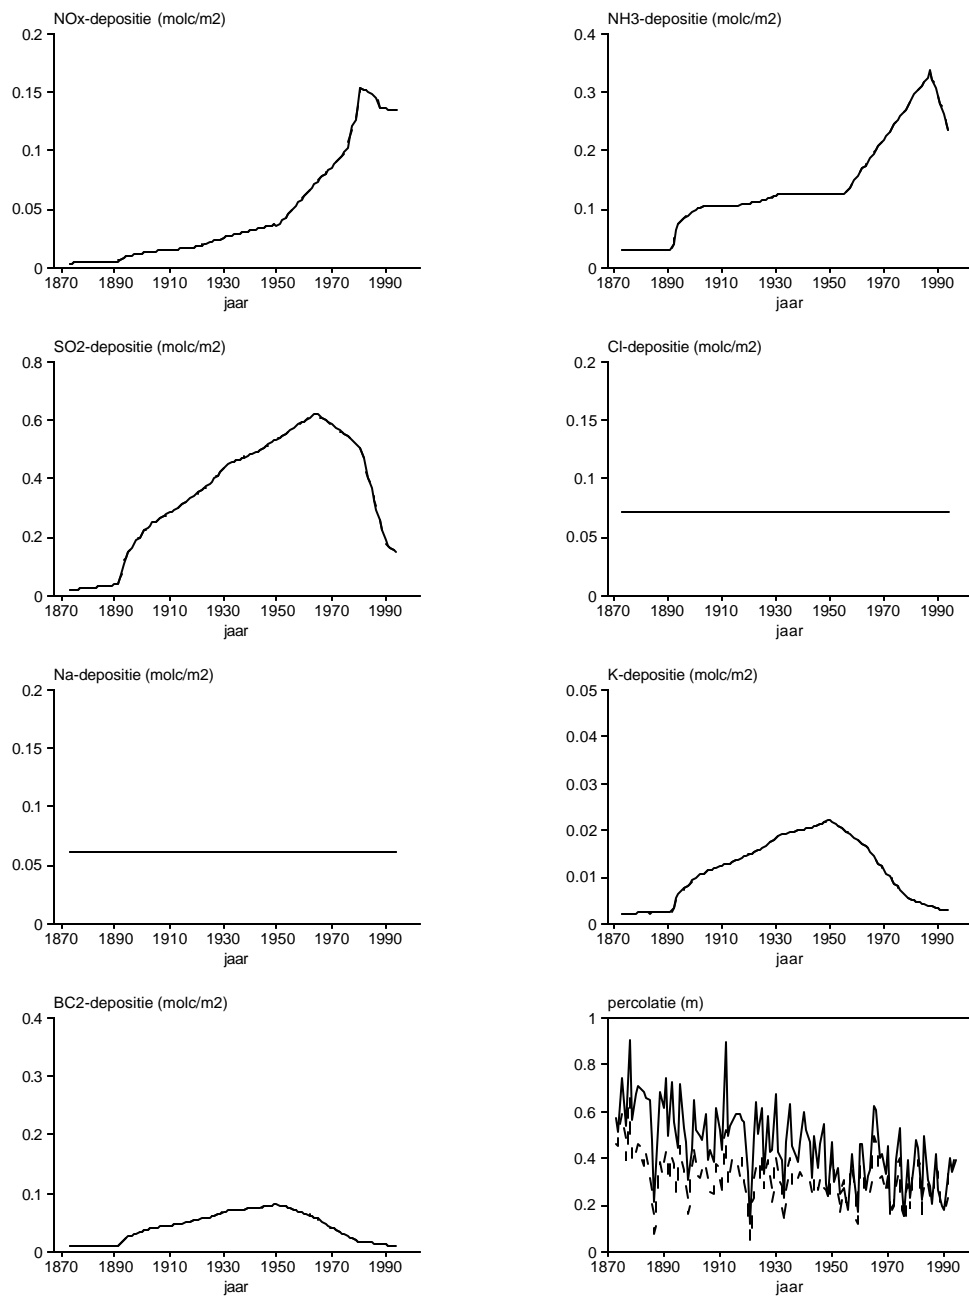 NOx-depositie (molc/m2)
0.2
0.15
0.1
0.05
0
1870 1890 1910 1930 1950 1970 1990
jaar
NH3-depositie (molc/m2)
0.4
0.3
0.2
0.1
0
1870 1890 1910 1930 1950 1970 1990
jaar
SO2-depositie (molc/m2)
0.8
0.6
0.4
0.2
0
1870 1890 1910 1930 1950 1970 1990
jaar
Cl-depositie (molc/m2)
0.2
0.15
0.1
0.05
0
1870 1890 1910 1930 1950 1970 1990
jaar
Na-depositie (molc/m2)
0.2
0.15
0.1
0.05
0
1870 1890 1910 1930 1950 1970 1990
jaar
K-depositie (molc/m2)
0.05
0.04
0.03
0.02
0.01
0
1870 1890 1910 1930 1950 1970 1990
jaar
BC2-depositie (molc/m2)
0.4
0.3
0.2
0.1
0
1870 1890 1910 1930 1950 1970 1990
jaar
percolatie (m)
1
0.8
0.6
0.4
0.2
0
1870 1890 1910 1930 1950 1970 1990
jaar